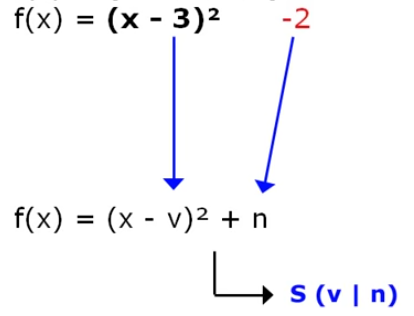 f(x) = (x - 3)² -2
f(x) = (x - v)² + n
S (v | n)